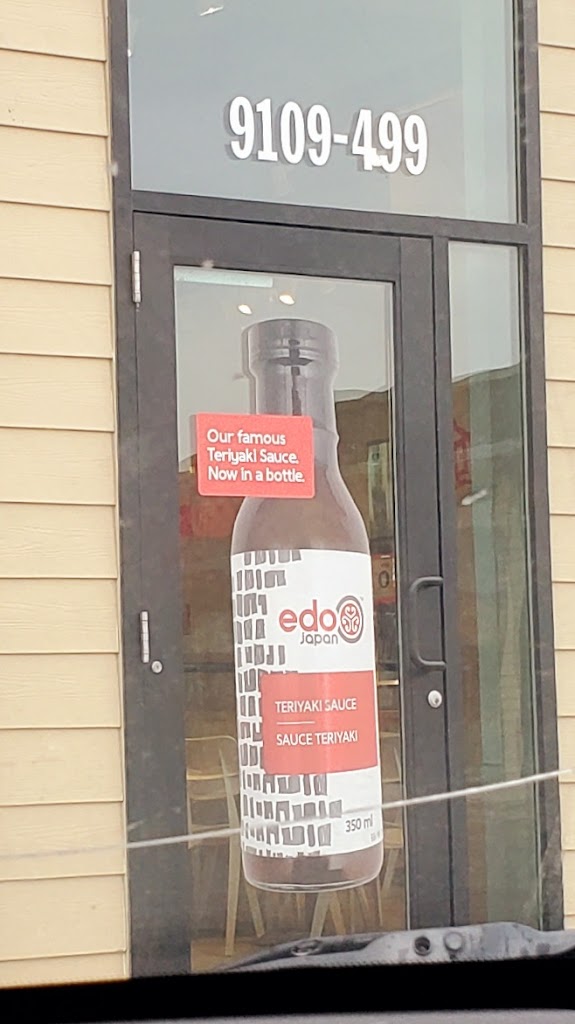 9109-499
Our famous
Teriyaki Sauce.
Now in a bottle.
edo
Japan
TERIYAKI SAUCE
SAUCE TERIYAKI
350 ml